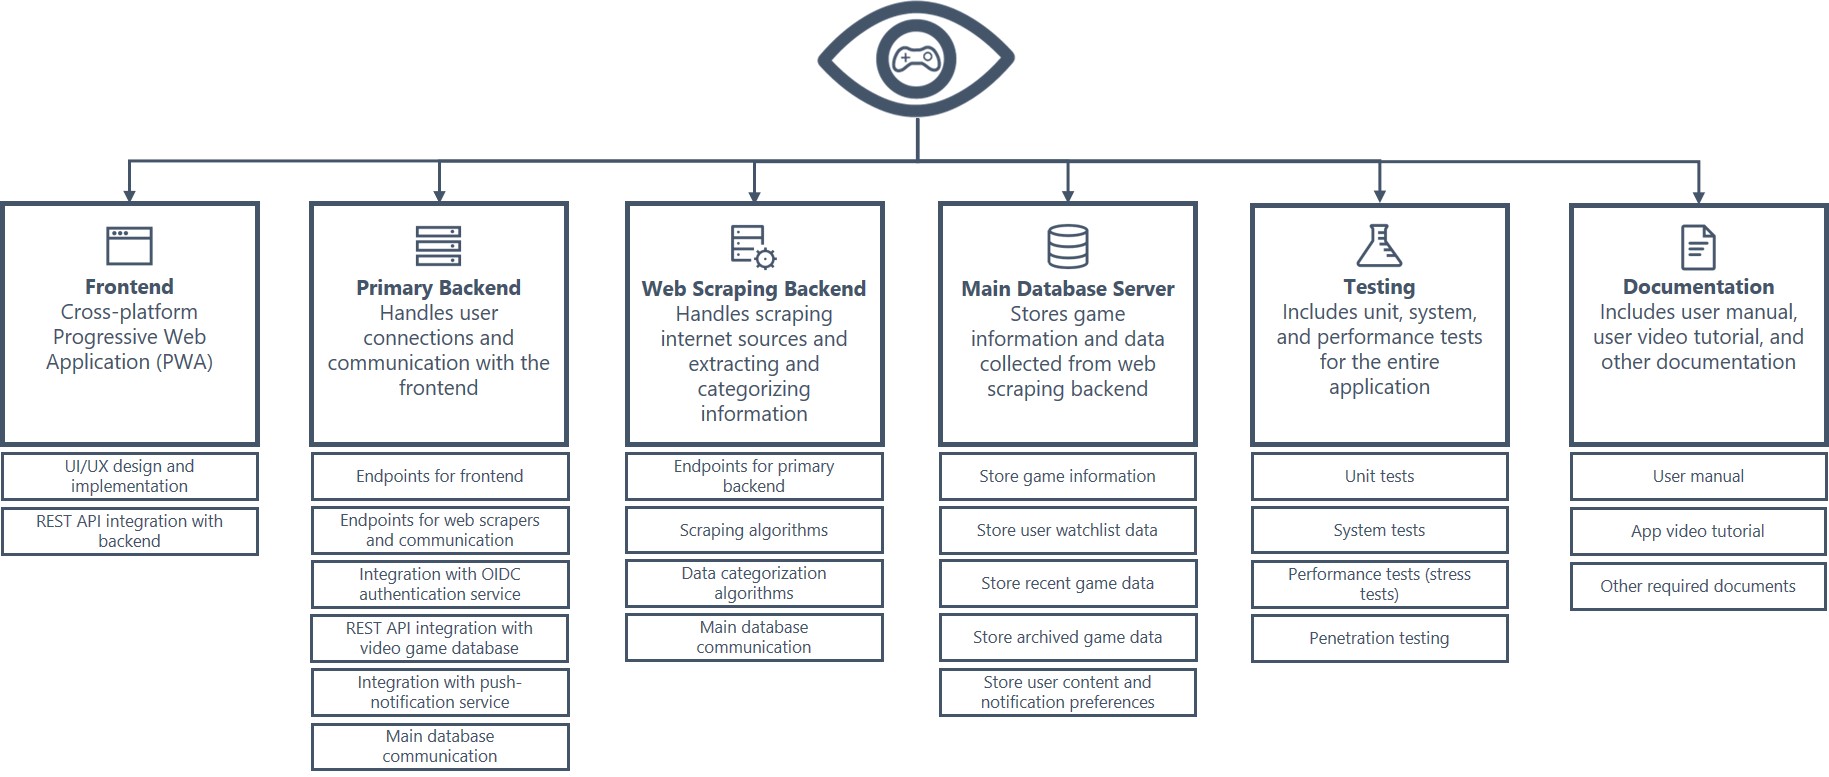 Frontend
Cross-platform
Progressive Web
Application (PWA)
UI/UX design and
implementation
REST API integration with
backend
Primary Backend
Handles user
connections and
communication with the
frontend
Endpoints for frontend
Endpoints for web scrapers
and communication
Integration with OIDC
authentication service
REST API integration with
video game database
Integration with push-
notification service
Main database
communication
Web Scraping Backend
Handles scraping
internet sources and
extracting and
categorizing
information
Endpoints for primary
backend
Scraping algorithms
Data categorization
algorithms
Main database
communication
Main Database Server
Stores game
information and data
collected from web
scraping backend
Store game information
Store user watchlist data
Store recent game data
Store archived game data
Store user content and
notification preferences
Testing
Includes unit, system,
and performance tests
for the entire
application
Unit tests
System tests
Performance tests (stress
tests)
Penetration testing
Documentation
Includes user manual,
user video tutorial, and
other documentation
User manual
App video tutorial
Other required documents